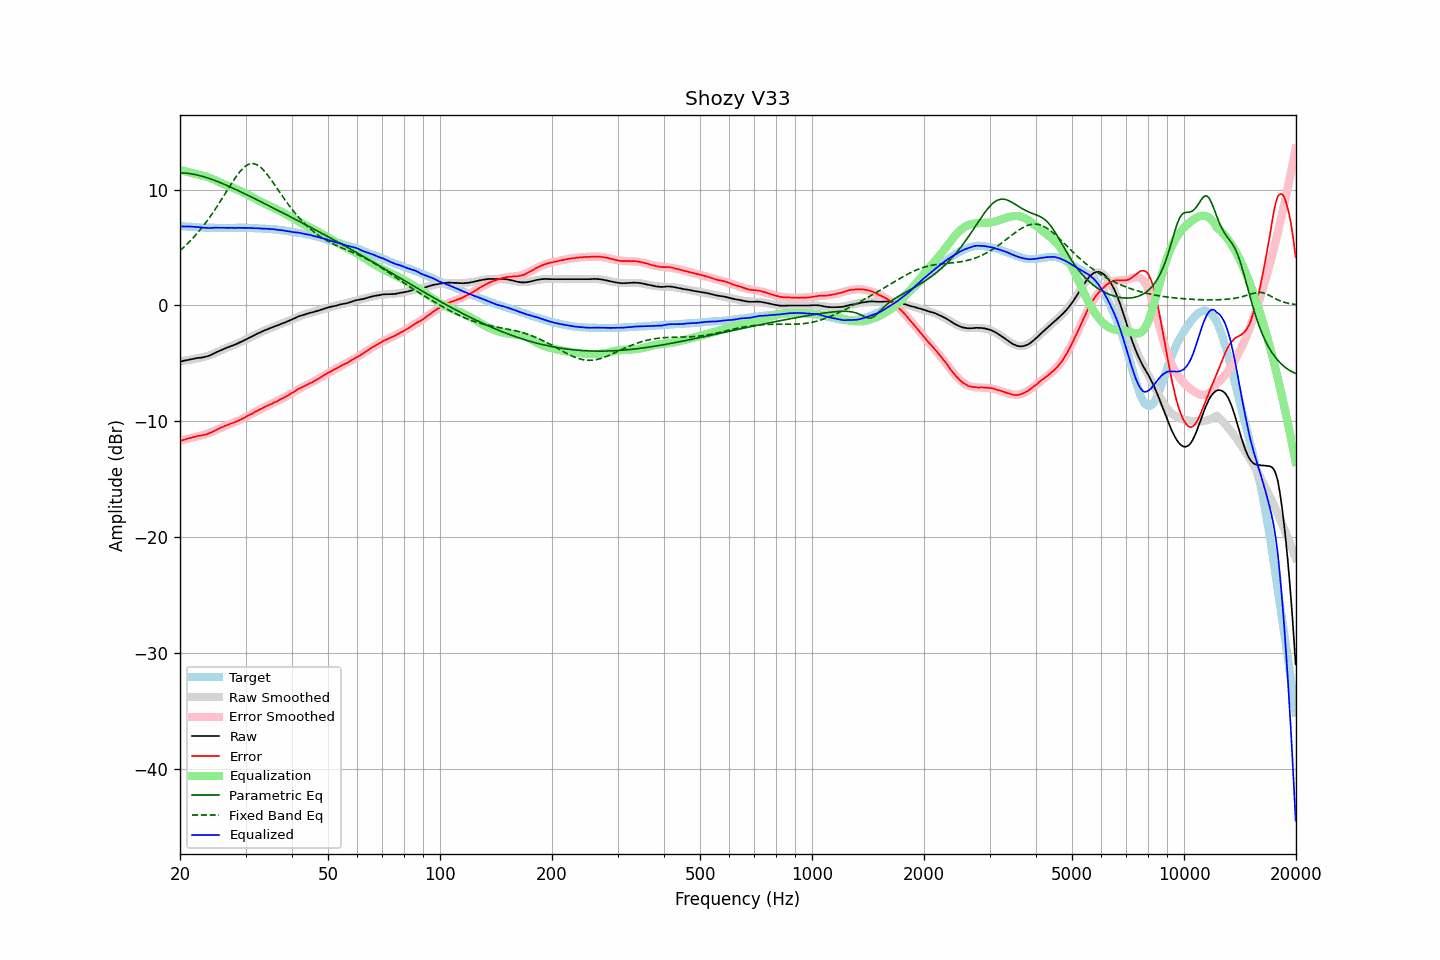 Shozy V33
Amplitude (dBr)
10
0
−10
−20
−30
−40
Target
Raw Smoothed
Error Smoothed
Raw
Error
Equalization
Parametric Eq
Fixed Band Eq
Equalized
20 50 100 200 500 1000 2000 5000 10000 20000
Frequency (Hz)